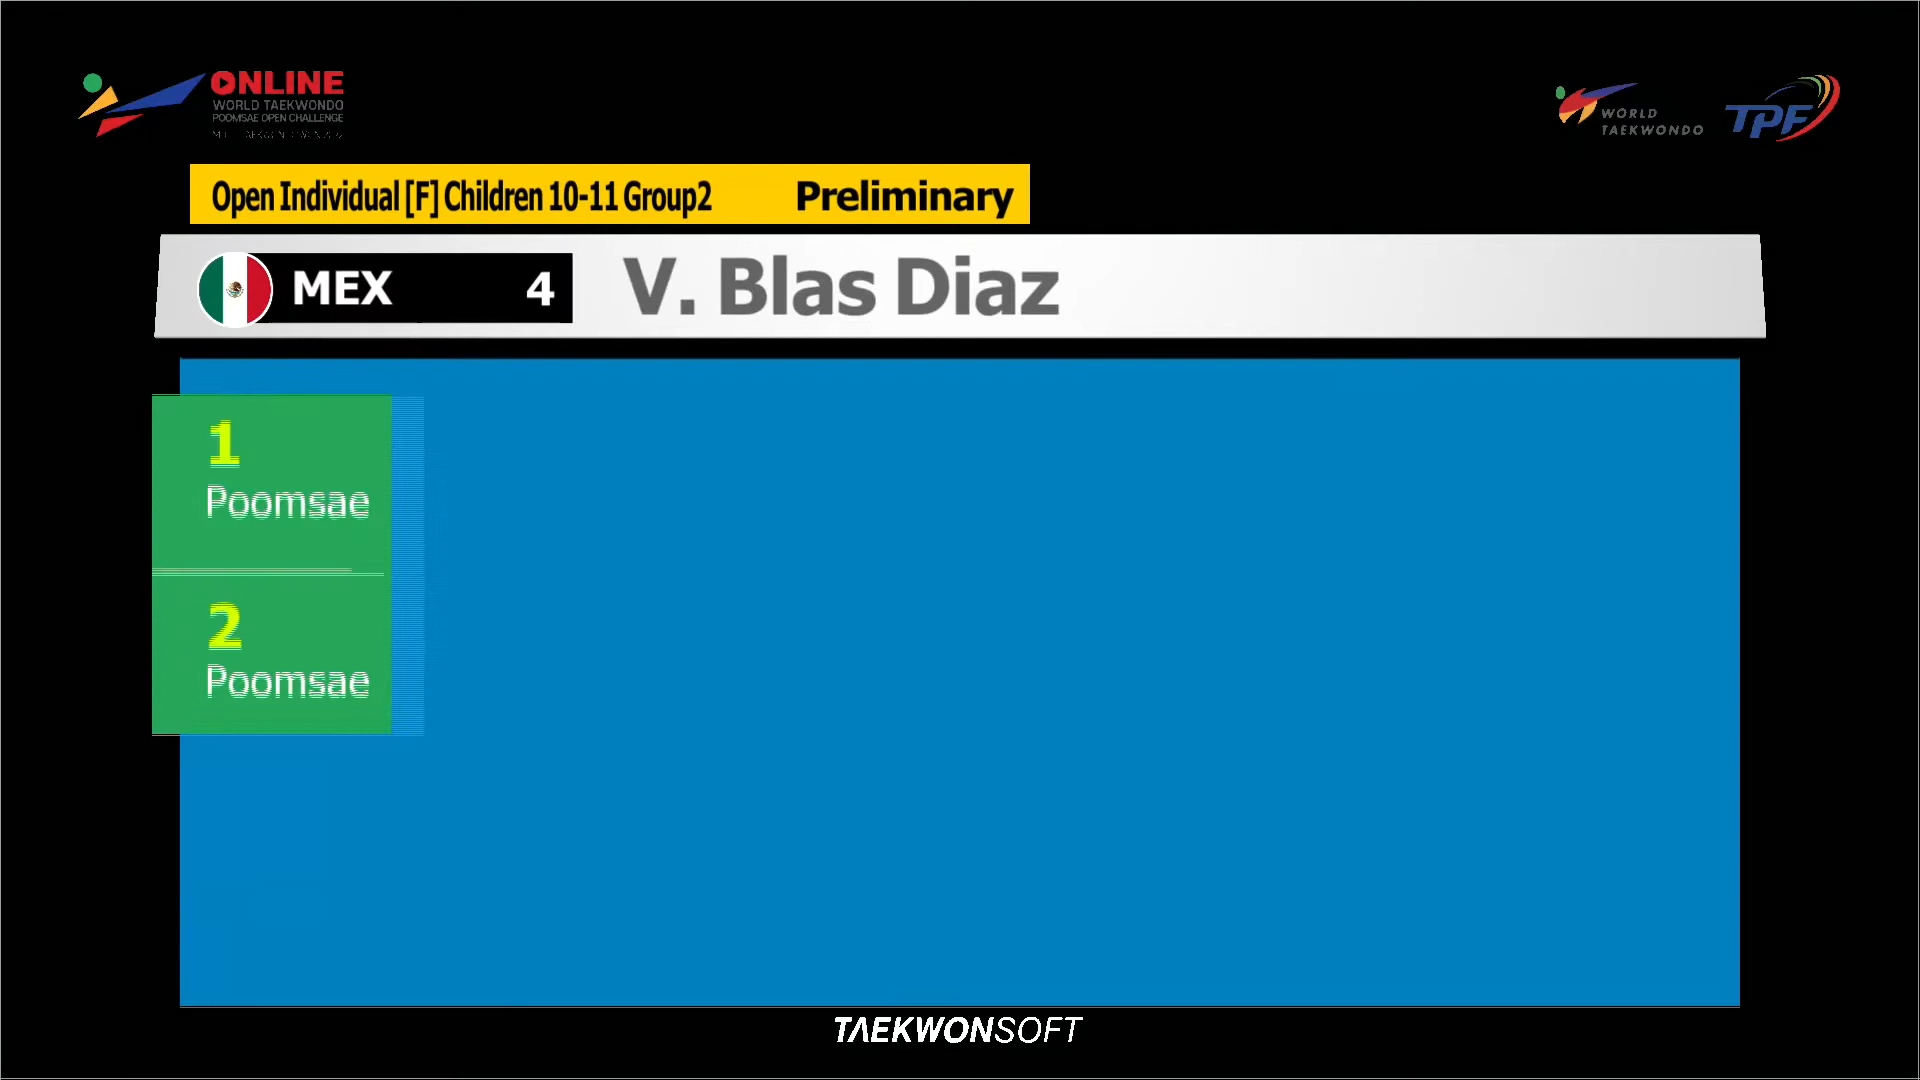 ONLINE
WORLD TAEKWONDO
POOMSAE OPEN CHALLENGE
WORLD
TAEKWONDO
TPF
Open Individual [F] Children 10-11 Group2 Preliminary
MEX 4 V. Blas Diaz
1
Poomsae
2
Poomsae
TAEKWONSOFT